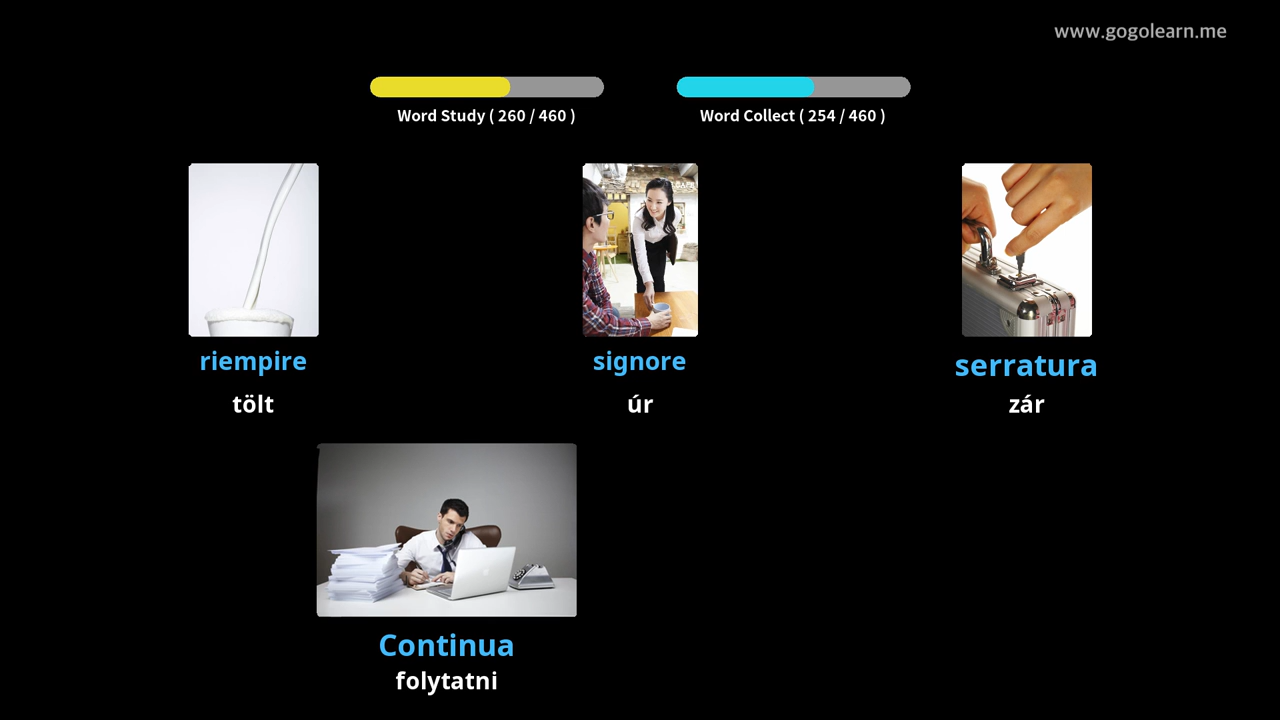 www.gogolearn.me
Word Study ( 260 / 460 )
Word Collect ( 254 / 460 )
riempire
signore
serratura
tölt
úr
zár
Continua
folytatni